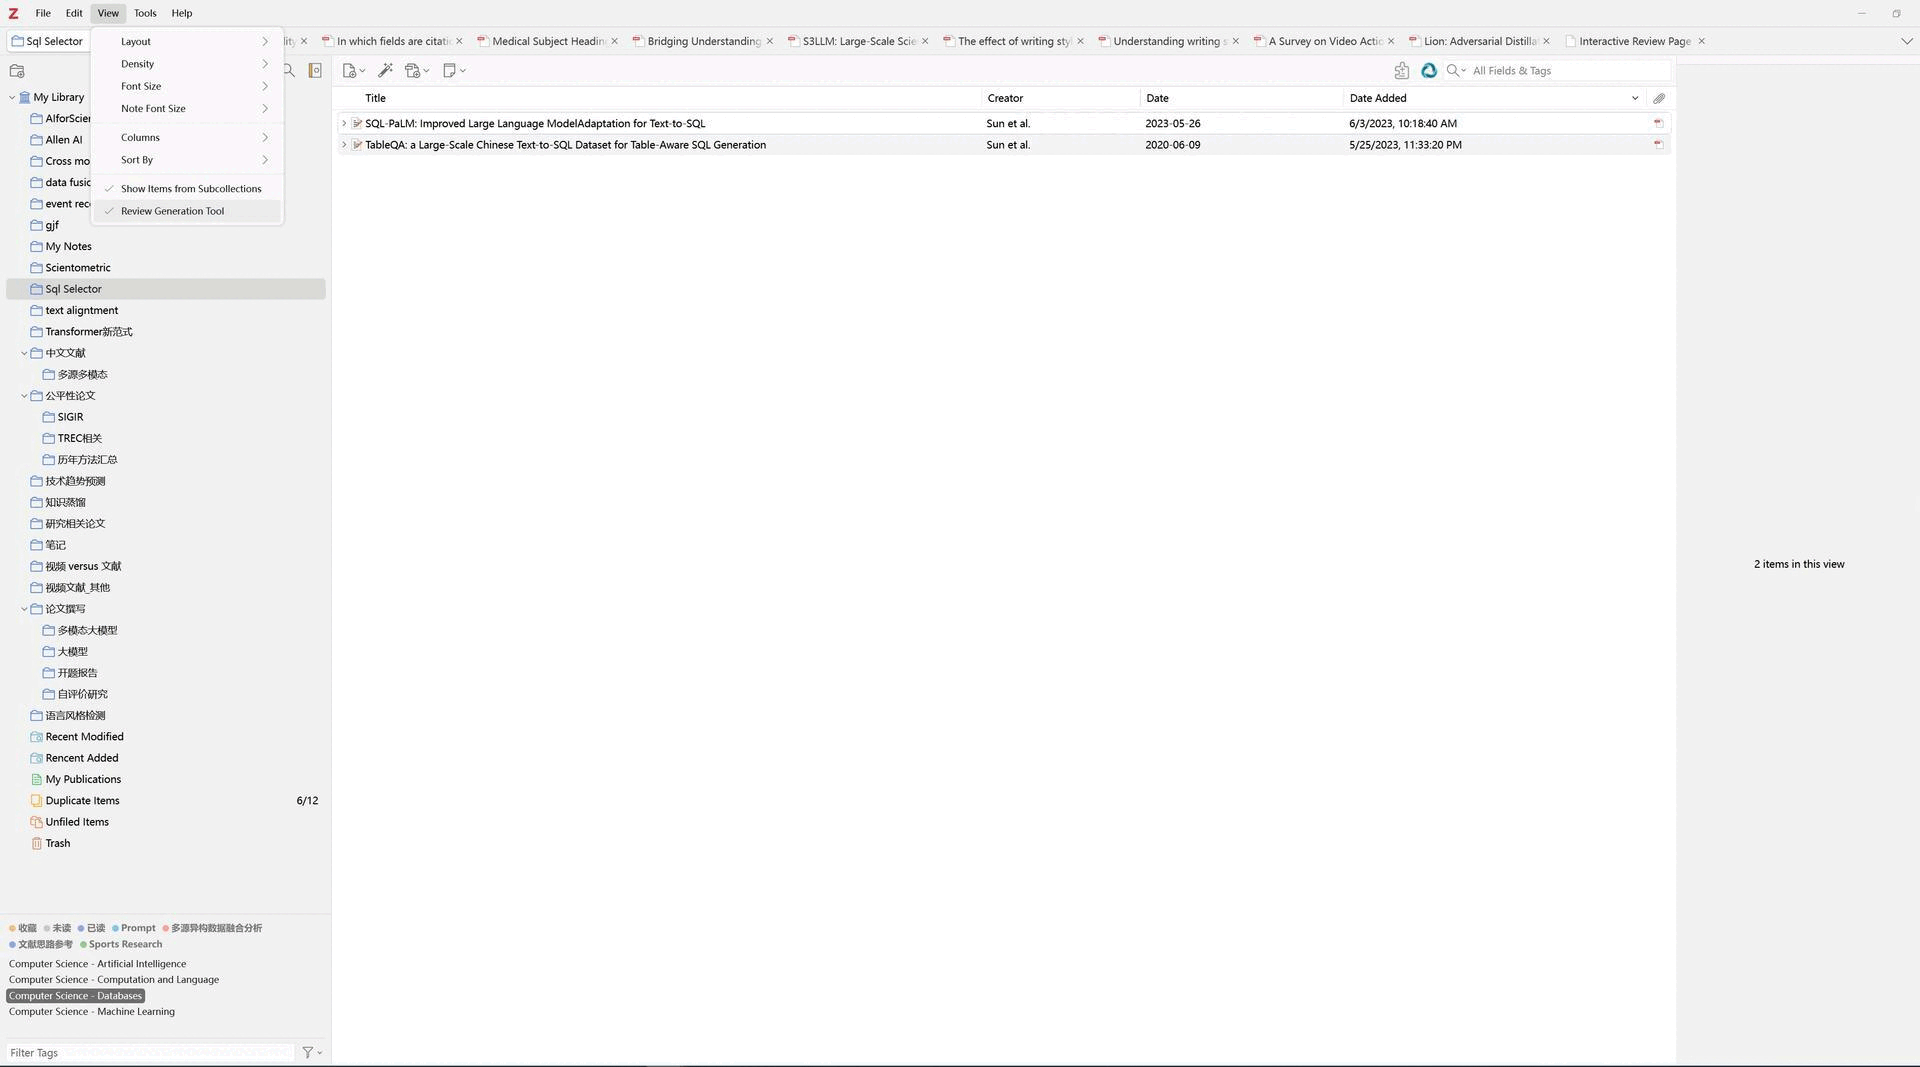 File Edit View Tools Help
Sql Selector
In which fields are citatic
Medical Subject Headin
Bridging Understanding
S3LLM: Large-Scale Scie
The effect of writing styl
Understanding writing s
A Survey on Video Actic
Lion: Adversarial Distillat
Interactive Review Page
Layout
Density
Font Size
Note Font Size
Columns
Sort By
Show Items from Subcollections
Review Generation Tool
All Fields & Tags
My Library
AIforScien
Allen AI
Cross mo
data fusic
event reco
gjf
My Notes
Scientometric
Sql Selector
text aligntment
Transformer新范式
中文文献
多源多模态
公平性论文
SIGIR
TREC相关
历年方法汇总
技术趋势预测
知识蒸馏
研究相关论文
笔记
视频 versus 文献
视频文献_其他
论文撰写
多模态大模型
大模型
开题报告
自评价研究
语言风格检测
Recent Modified
Rencent Added
My Publications
Duplicate Items 6/12
Unfiled Items
Trash
收藏 未读 已读 Prompt 多源异构数据融合分析
文献思路参考 Sports Research
Computer Science - Artificial Intelligence
Computer Science - Computation and Language
Computer Science - Databases
Computer Science - Machine Learning
Filter Tags
Title Creator Date Date Added
SQL-PaLM: Improved Large Language ModelAdaptation for Text-to-SQL Sun et al. 2023-05-26 6/3/2023, 10:18:40 AM
TableQA: a Large-Scale Chinese Text-to-SQL Dataset for Table-Aware SQL Generation Sun et al. 2020-06-09 5/25/2023, 11:33:20 PM
2 items in this view